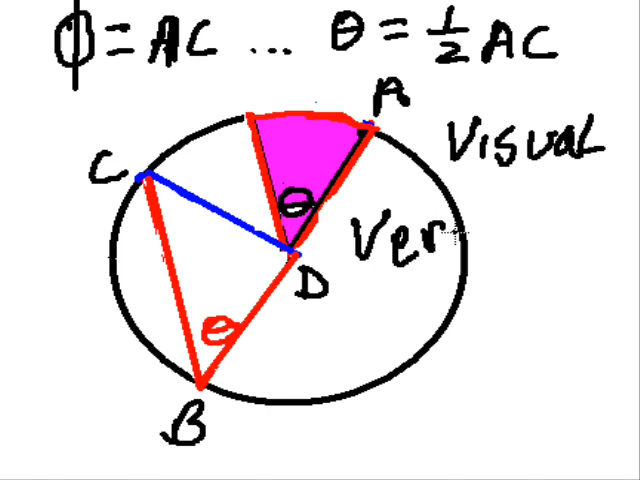 ϕ = AC ... θ = 1/2 AC
A
Visual
C
θ
Ver
D
θ
B